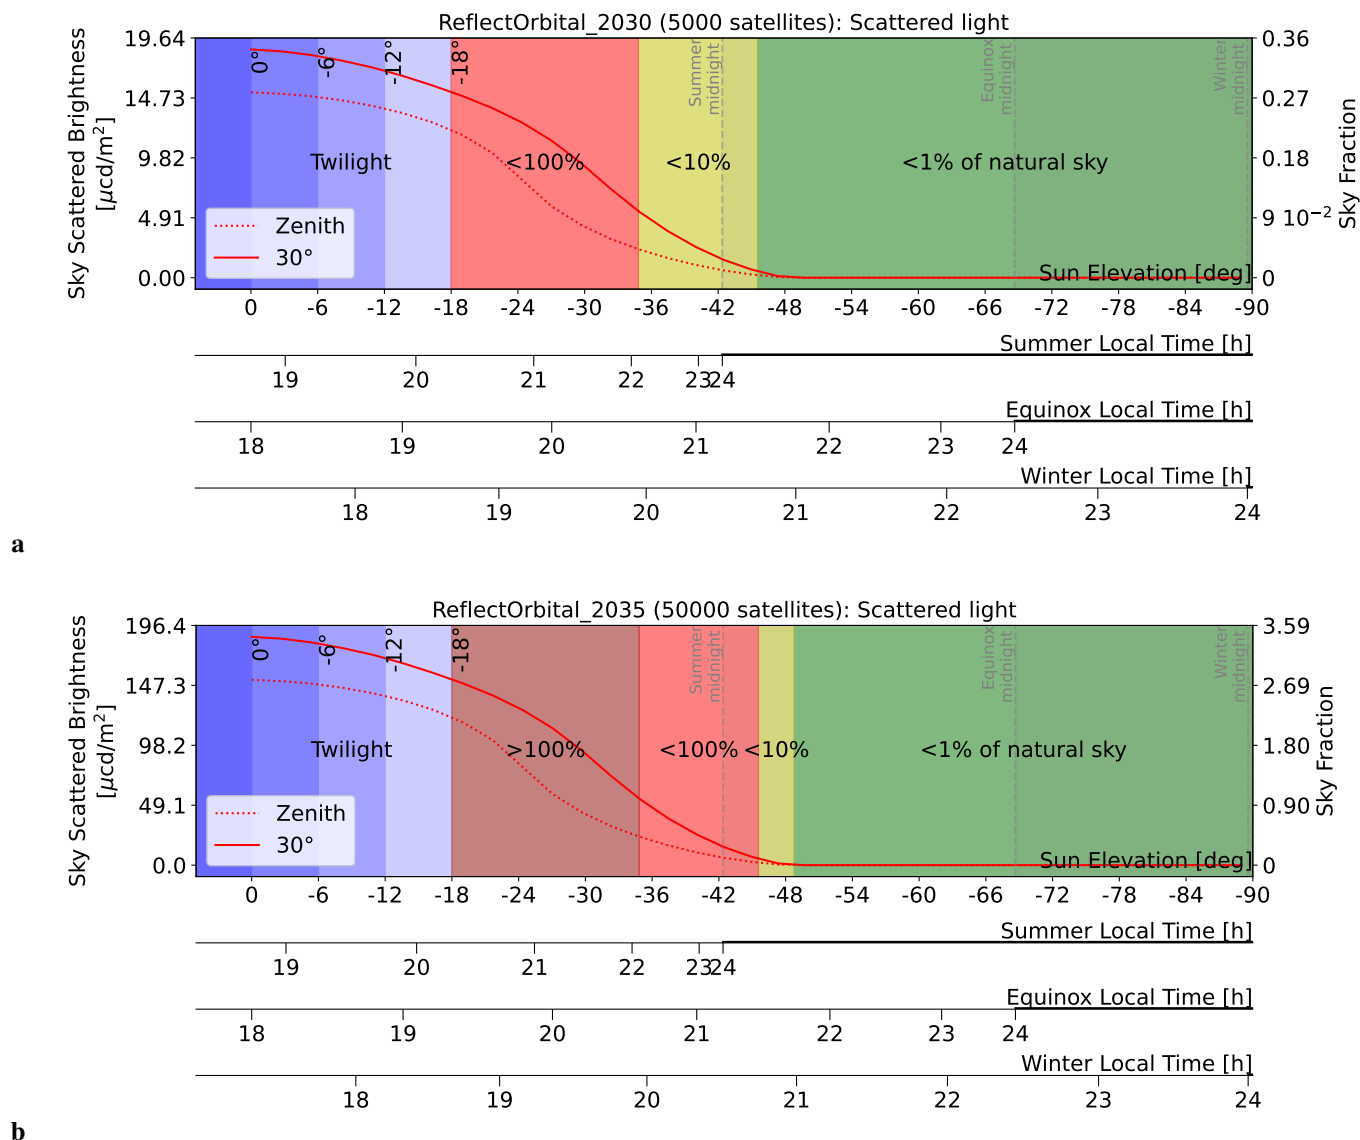 ReflectOrbital_2030 (5000 satellites): Scattered light
Sky Scattered Brightness
[μcd/m²]
19.64
14.73
9.82
4.91
0.00
0°
-6°
-12°
-18°
Summer
midnight
Equinox
midnight
Winter
midnight
Twilight
<100%
<10%
<1% of natural sky
Zenith
30°
0.36
0.27
0.18
9 10⁻²
0
Sky Fraction
Sun Elevation [deg]
0 -6 -12 -18 -24 -30 -36 -42 -48 -54 -60 -66 -72 -78 -84 -90
Summer Local Time [h]
19 20 21 22 23 24
Equinox Local Time [h]
18 19 20 21 22 23 24
Winter Local Time [h]
18 19 20 21 22 23 24
a
ReflectOrbital_2035 (50000 satellites): Scattered light
Sky Scattered Brightness
[μcd/m²]
196.4
147.3
98.2
49.1
0.0
0°
-6°
-12°
-18°
Summer
midnight
Equinox
midnight
Winter
midnight
Twilight
>100%
<100%
<10%
<1% of natural sky
Zenith
30°
3.59
2.69
1.80
0.90
0
Sky Fraction
Sun Elevation [deg]
0 -6 -12 -18 -24 -30 -36 -42 -48 -54 -60 -66 -72 -78 -84 -90
Summer Local Time [h]
19 20 21 22 23 24
Equinox Local Time [h]
18 19 20 21 22 23 24
Winter Local Time [h]
18 19 20 21 22 23 24
b